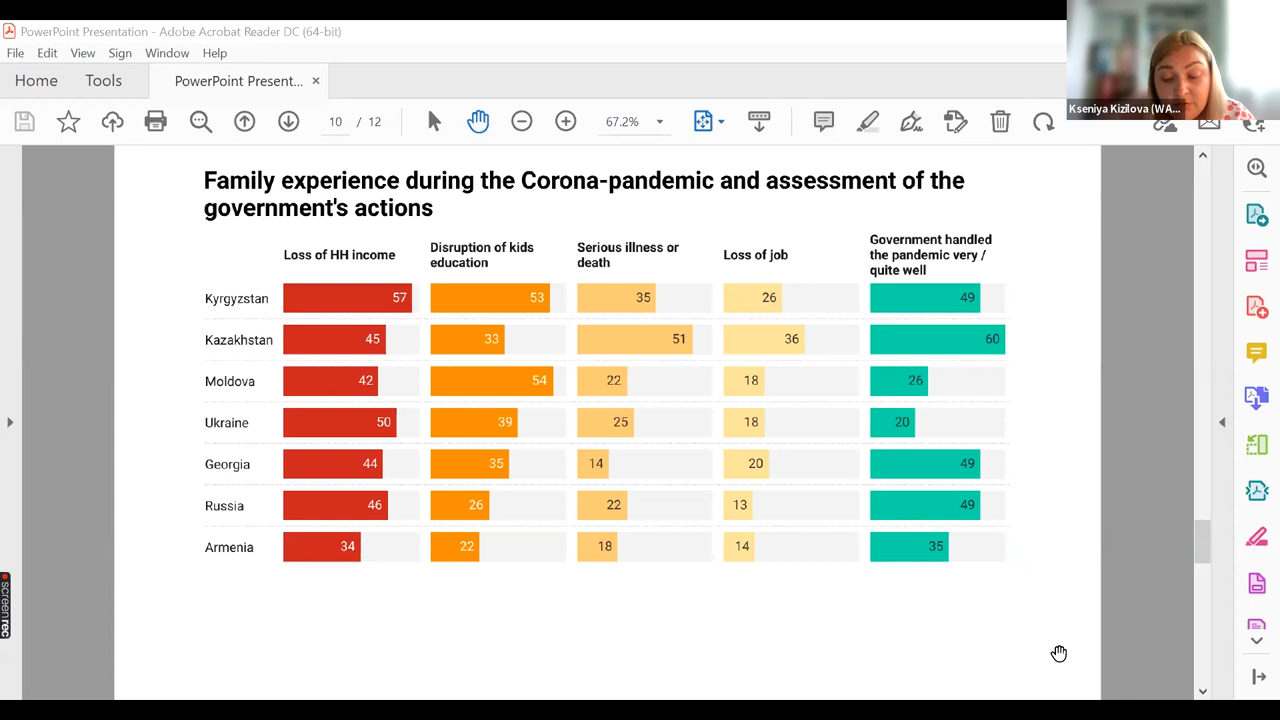 PowerPoint Presentation - Adobe Acrobat Reader DC (64-bit)
File Edit View Sign Window Help
Home Tools PowerPoint Present... ×
10 / 12 67.2%
Kseniya Kizilova (WA...
Family experience during the Corona-pandemic and assessment of the
government's actions
Loss of HH income
Disruption of kids
education
Serious illness or
death
Loss of job
Government handled
the pandemic very /
quite well
Kyrgyzstan 57 53 35 26 49
Kazakhstan 45 33 51 36 60
Moldova 42 54 22 18 26
Ukraine 50 39 25 18 20
Georgia 44 35 14 20 49
Russia 46 26 22 13 49
Armenia 34 22 18 14 35
screenrec